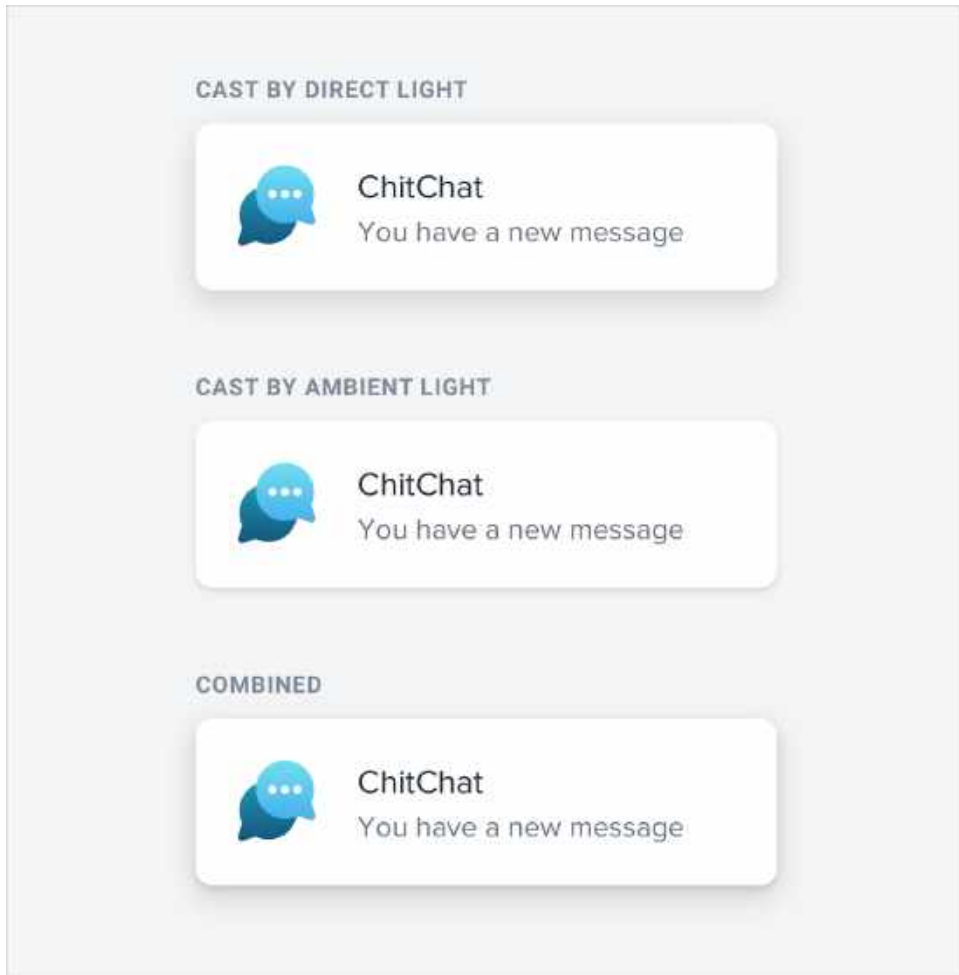 CAST BY DIRECT LIGHT
ChitChat
You have a new message
CAST BY AMBIENT LIGHT
ChitChat
You have a new message
COMBINED
ChitChat
You have a new message